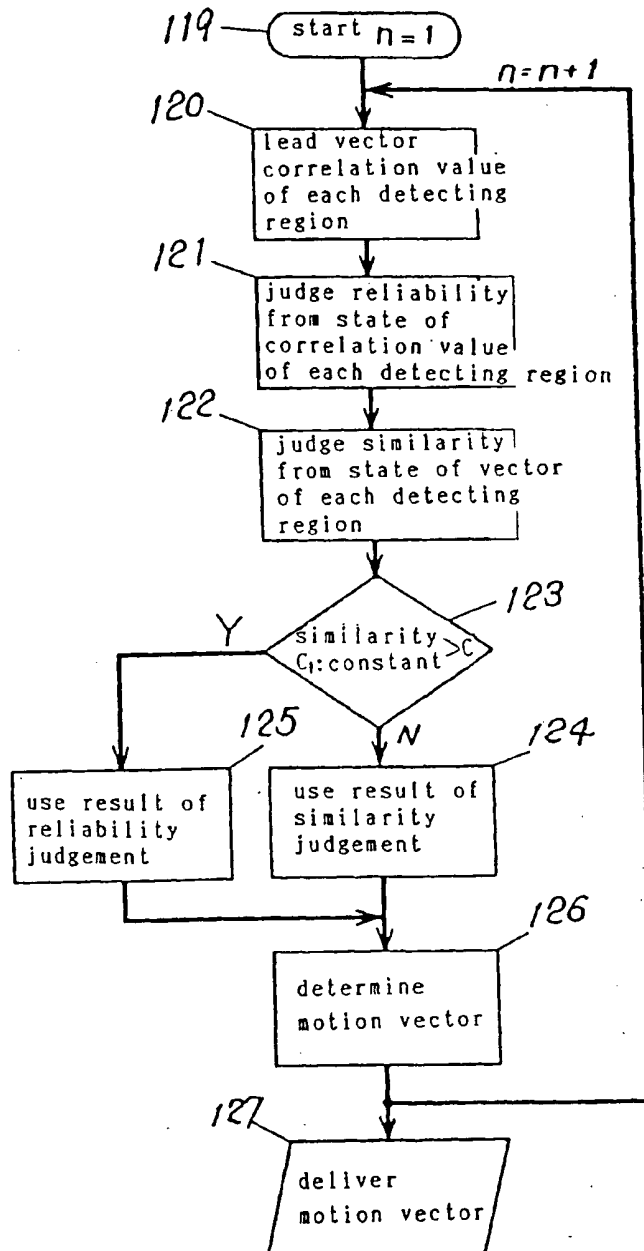 119
start n=1
n=n+1
120
lead vector
correlation value
of each detecting
region
121
judge reliability
from state of
correlation value
of each detecting region
122
judge similarity
from state of vector
of each detecting
region
123
similarity >C
C₁:constant
Y
N
125
124
use result of
reliability
judgement
use result of
similarity
judgement
126
determine
motion vector
127
deliver
motion vector